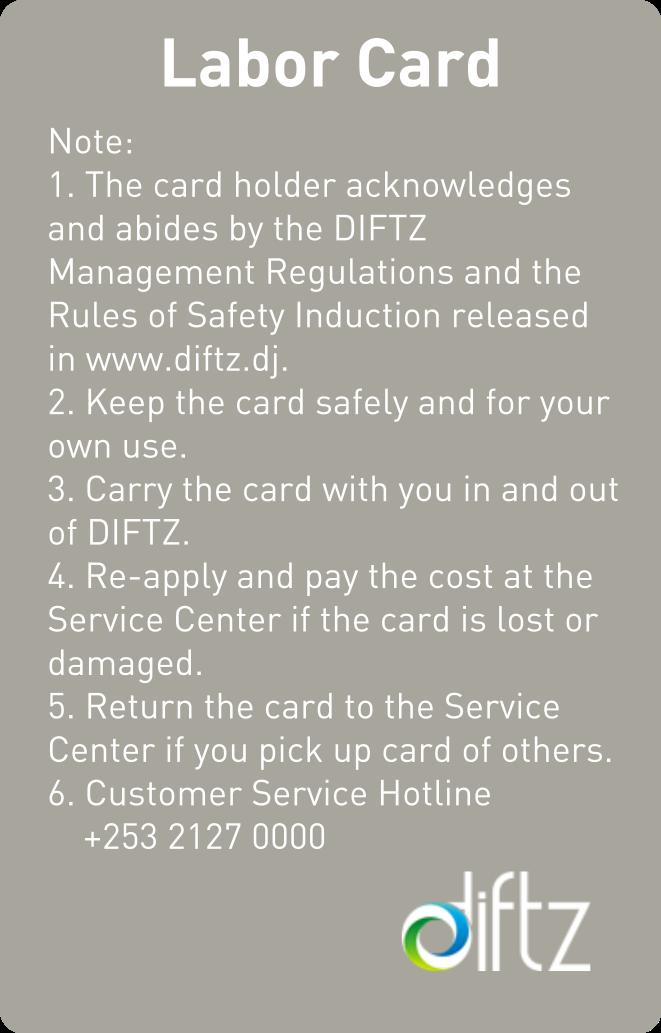 Labor Card
Note:
1. The card holder acknowledges
and abides by the DIFTZ
Management Regulations and the
Rules of Safety Induction released
in www.diftz.dj.
2. Keep the card safely and for your
own use.
3. Carry the card with you in and out
of DIFTZ.
4. Re-apply and pay the cost at the
Service Center if the card is lost or
damaged.
5. Return the card to the Service
Center if you pick up card of others.
6. Customer Service Hotline
+253 2127 0000
diftz